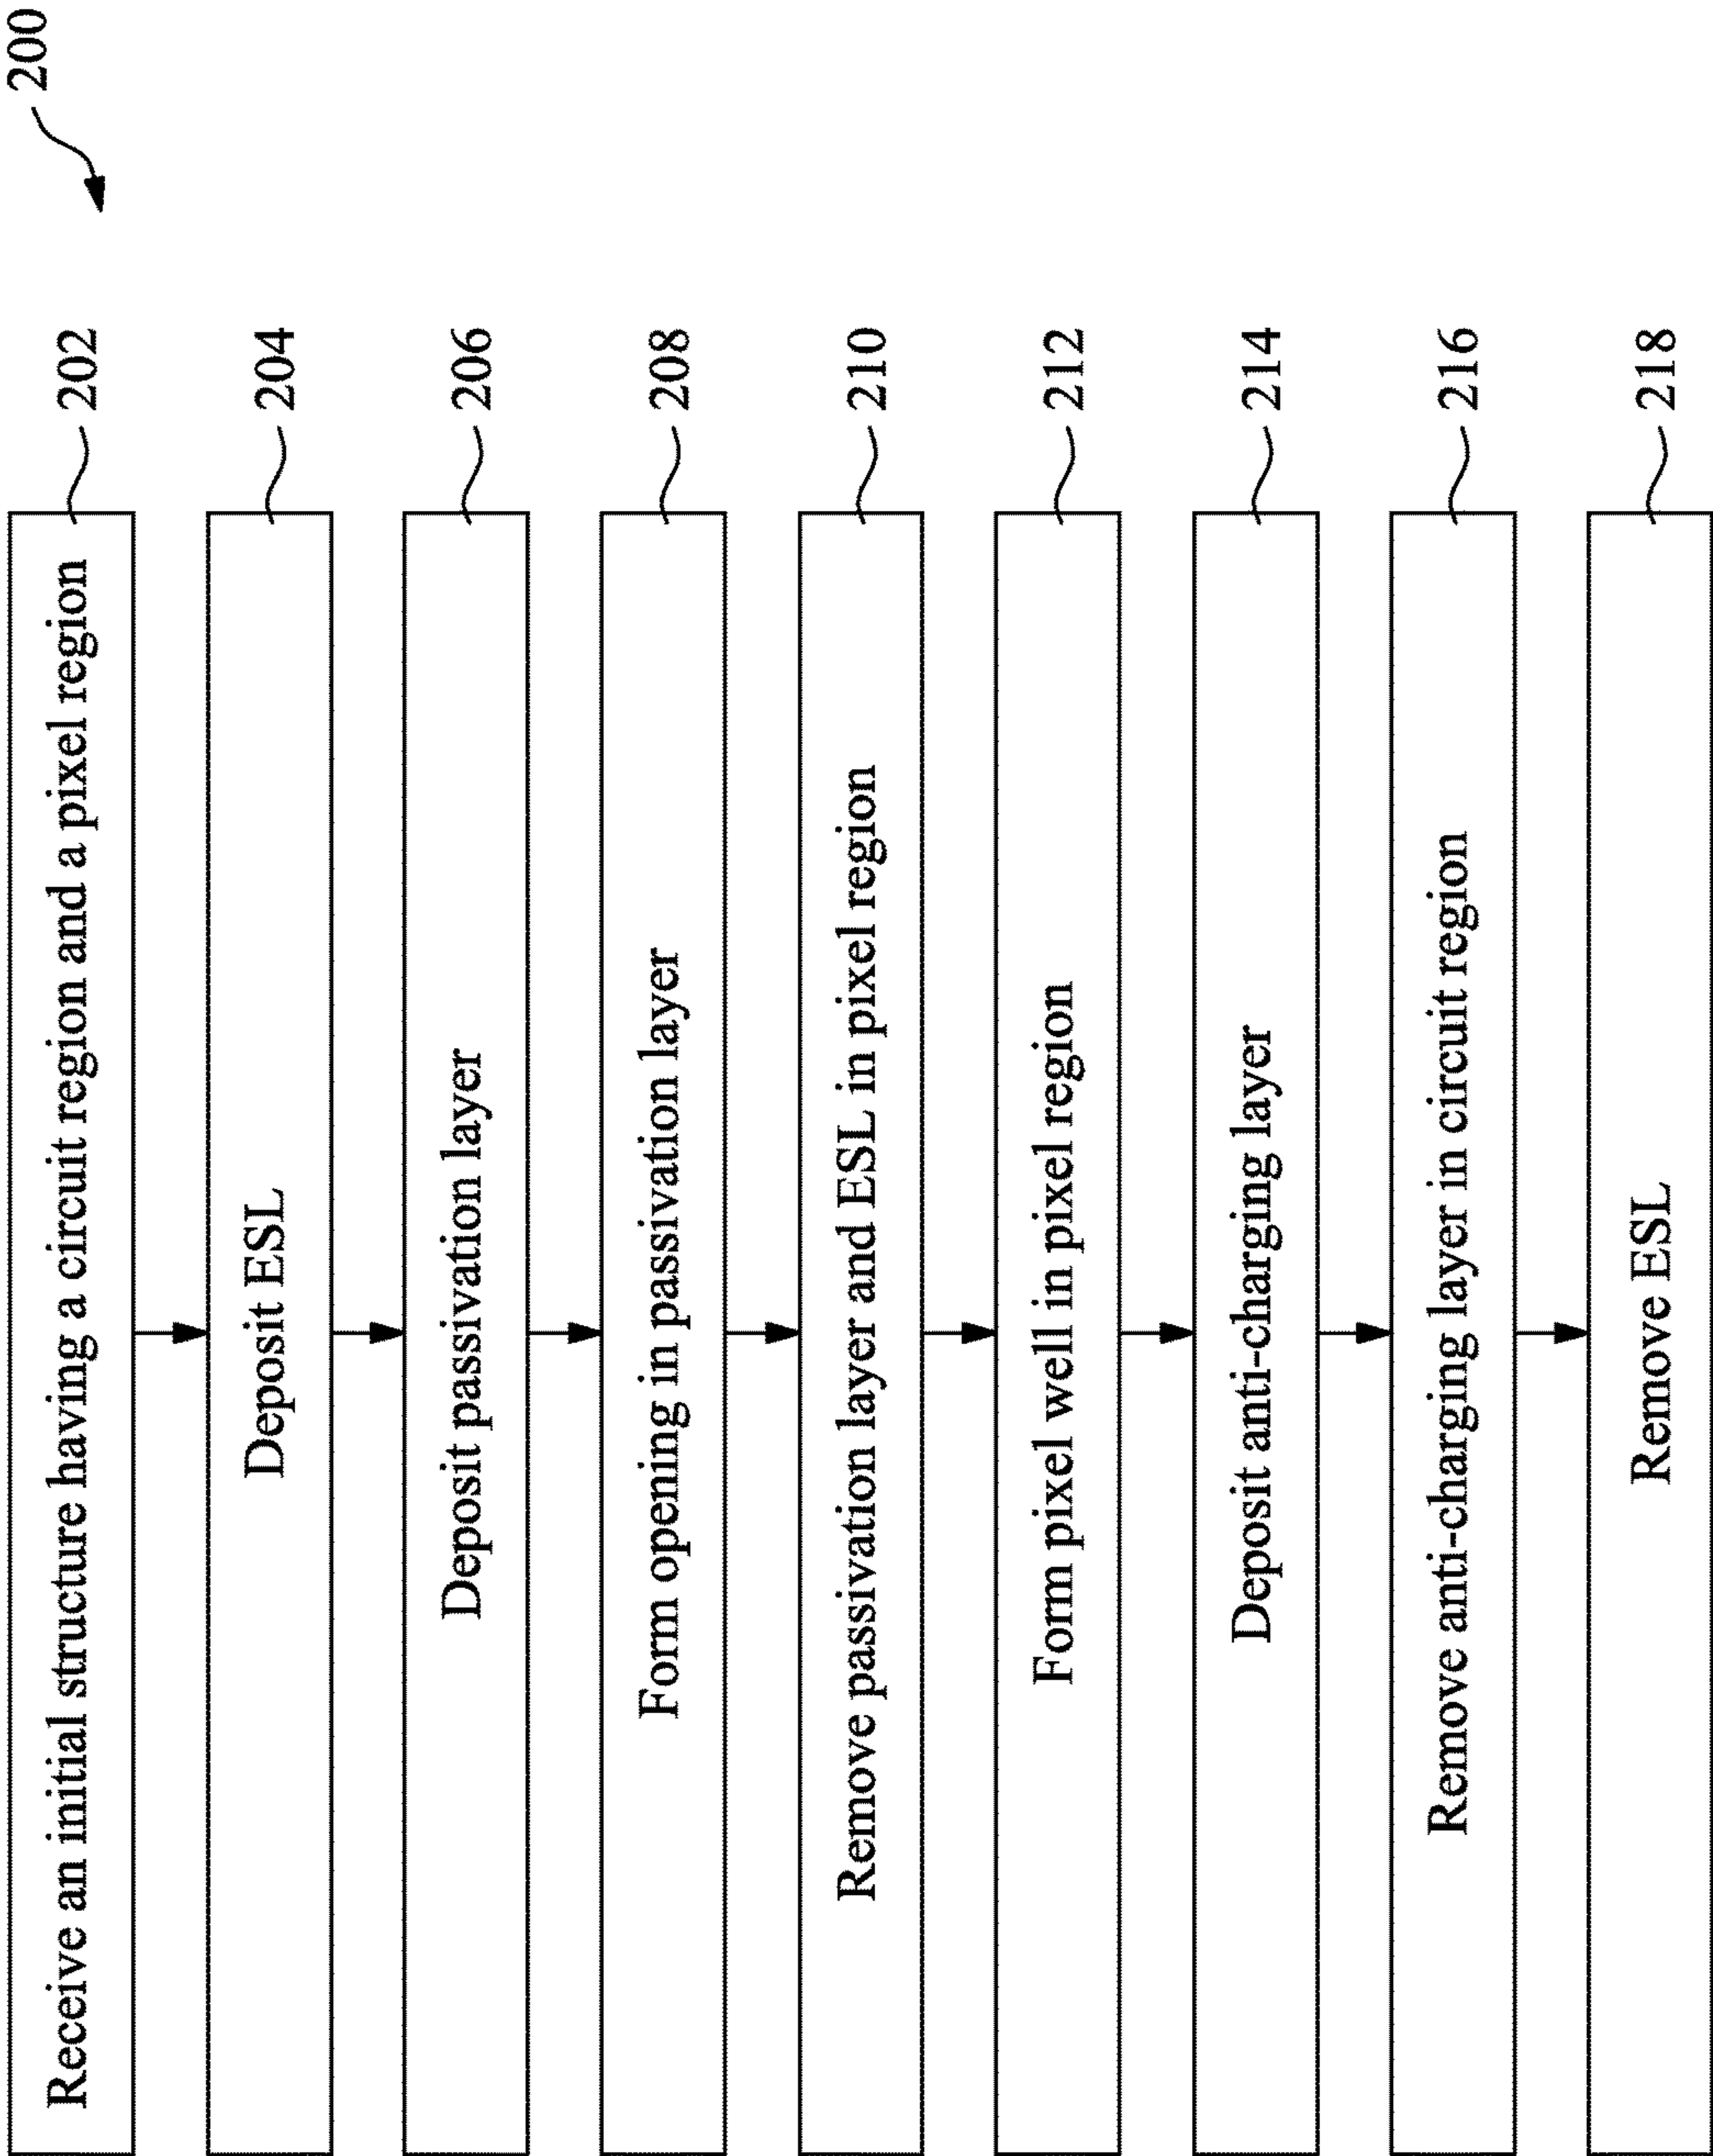 200
Receive an initial structure having a circuit region and a pixel region
202
Deposit ESL
204
Deposit passivation layer
206
Form opening in passivation layer
208
Remove passivation layer and ESL in pixel region
210
Form pixel well in pixel region
212
Deposit anti-charging layer
214
Remove anti-charging layer in circuit region
216
Remove ESL
218